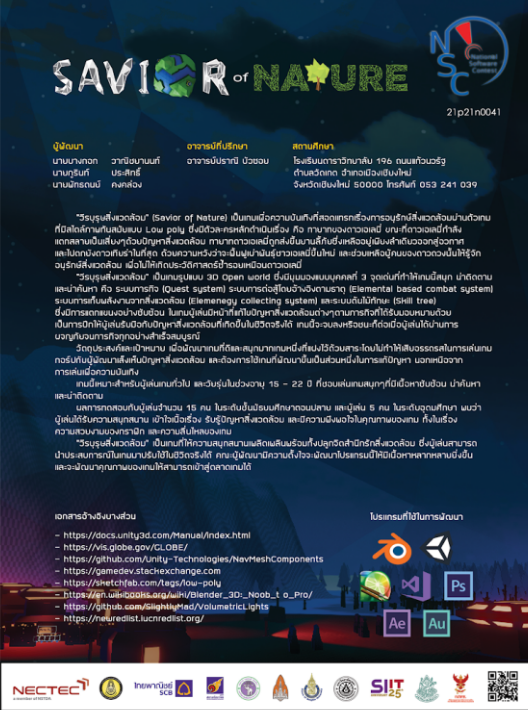 SAVIOR of NATURE
NSC National Software Contest
21p21n0041
ผู้พัฒนา
นายบางกอก วาณิชยานนท์
นายภูรินท์ ประสิทธิ์
นายพัทธดนย์ คงคล่อง
อาจารย์ที่ปรึกษา
อาจารย์ปราณี บัวชอบ
สถานศึกษา
โรงเรียนดาราวิทยาลัย 196 ถนนแก้วนวรัฐ
ตำบลวัดเกต อำเภอเมืองเชียงใหม่
จังหวัดเชียงใหม่ 50000 โทรศัพท์ 053 241 039
"วีรบุรุษสิ่งแวดล้อม" (Savior of Nature) เป็นเกมเพื่อความบันเทิงที่สอดแทรกเรื่องการอนุรักษ์สิ่งแวดล้อมผ่านตัวเกม
ที่มีสไตล์ภาพกันสมัยแบบ Low poly ซึ่งมีตัวละครหลักดำเนินเรื่อง คือ ทายาทของดาวเอเลมี่ ขณะที่ดาวเอเลมี่กำลัง
แตกสลายเป็นเสี่ยงๆด้วยปัญหาสิ่งแวดล้อม ทายาทดาวเอเลมี่ถูกส่งขึ้นยานลี้ภัยซึ่งเหลืออยู่เพียงลำเดียวออกสู่อวกาศ
และไปตกยังดาวเทียร่าในที่สุด ด้วยความหวังว่าจะฟื้นฟูเผ่าพันธุ์ชาวเอเลมี่ขึ้นใหม่ และช่วยเหลือผู้คนของดาวดวงนั้นให้รู้จัก
อนุรักษ์สิ่งแวดล้อม เพื่อไม่ให้เกิดประวัติศาสตร์ซ้ำรอยเหมือนดาวเอเลมี่
"วีรบุรุษสิ่งแวดล้อม" เป็นเกมรูปแบบ 3D Open world ซึ่งมีมุมมองแบบบุคคลที่ 3 จุดเด่นที่ทำให้เกมนี้สนุก น่าติดตาม
และน่าค้นหา คือ ระบบภารกิจ (Quest system) ระบบการต่อสู้โดยอ้างอิงตามธาตุ (Elemental based combat system)
ระบบการเก็บพลังงานจากสิ่งแวดล้อม (Elemenegy collecting system) และระบบต้นไม้ทักษะ (Skill tree)
ซึ่งมีการแตกแขนงอย่างซับซ้อน ในเกมผู้เล่นมีหน้าที่แก้ไขปัญหาสิ่งแวดล้อมต่างๆตามภารกิจที่ได้รับมอบหมายด้วย
เป็นการฝึกให้ผู้เล่นรับมือกับปัญหาสิ่งแวดล้อมที่เกิดขึ้นในชีวิตจริงได้ เกมนี้จะจบลงหรือชนะก็ต่อเมื่อผู้เล่นได้ผ่านการ
ผจญภัยจนภารกิจทุกอย่างสำเร็จสมบูรณ์
วัตถุประสงค์และเป้าหมาย เพื่อพัฒนาเกมที่ดีและสนุกมากเกมหนึ่งที่แฝงไว้ด้วยสาระโดยไม่ทำให้เสียอรรถรสในการเล่นเกม
และต้องการใช้เกมที่พัฒนาขึ้นเป็นส่วนหนึ่งในการแก้ปัญหา นอกเหนือจาก
การเล่นเพื่อความบันเทิง
เกมนี้เหมาะสำหรับผู้เล่นเกมทั่วไป และวัยรุ่นในช่วงอายุ 15 - 22 ปี ที่ชอบเล่นเกมสนุกๆที่มีเนื้อหาซับซ้อน น่าค้นหา
และน่าติดตาม
ผลการทดสอบกับผู้เล่นจำนวน 15 คน ในระดับชั้นมัธยมศึกษาตอนปลาย และผู้เล่น 5 คน ในระดับอุดมศึกษา พบว่า
ผู้เล่นได้รับความสนุกสนาน เข้าใจเนื้อเรื่อง รับรู้ปัญหาสิ่งแวดล้อม และมีความพึงพอใจในคุณภาพของเกม ทั้งในเรื่อง
ความสวยงามของกราฟิก และความลื่นไหลของเกม
"วีรบุรุษสิ่งแวดล้อม" เป็นเกมที่ให้ความสนุกสนานเพลิดเพลินพร้อมทั้งปลูกจิตสำนึกรักสิ่งแวดล้อม ซึ่งผู้เล่นสามารถ
นำประสบการณ์ในเกมมาปรับใช้ในชีวิตจริงได้ คณะผู้พัฒนามีความตั้งใจจะพัฒนาโปรแกรมนี้ให้มีเนื้อหาหลากหลายยิ่งขึ้น
และจะพัฒนาคุณภาพของเกมให้สามารถเข้าสู่ตลาดเกมได้
เอกสารอ้างอิงบางส่วน
- https://docs.unity3d.com/Manual/index.html
- https://vis.globe.gov/GLOBE/
- https://github.com/Unity-Technologies/NavMeshComponents
- https://gamedev.stackexchange.com
- https://sketchfab.com/tags/low-poly
- https://en.wikibooks.org/wiki/Blender_3D:_Noob_t o_Pro/
- https://github.com/SlightlyMad/VolumetricLights
- https://newredlist.iucnredlist.org/
โปรแกรมที่ใช้ในการพัฒนา
Ps
Ae Au
NECTEC
a member of NSTDA
ไทยพาณิชย์
SCB
SIIT
25